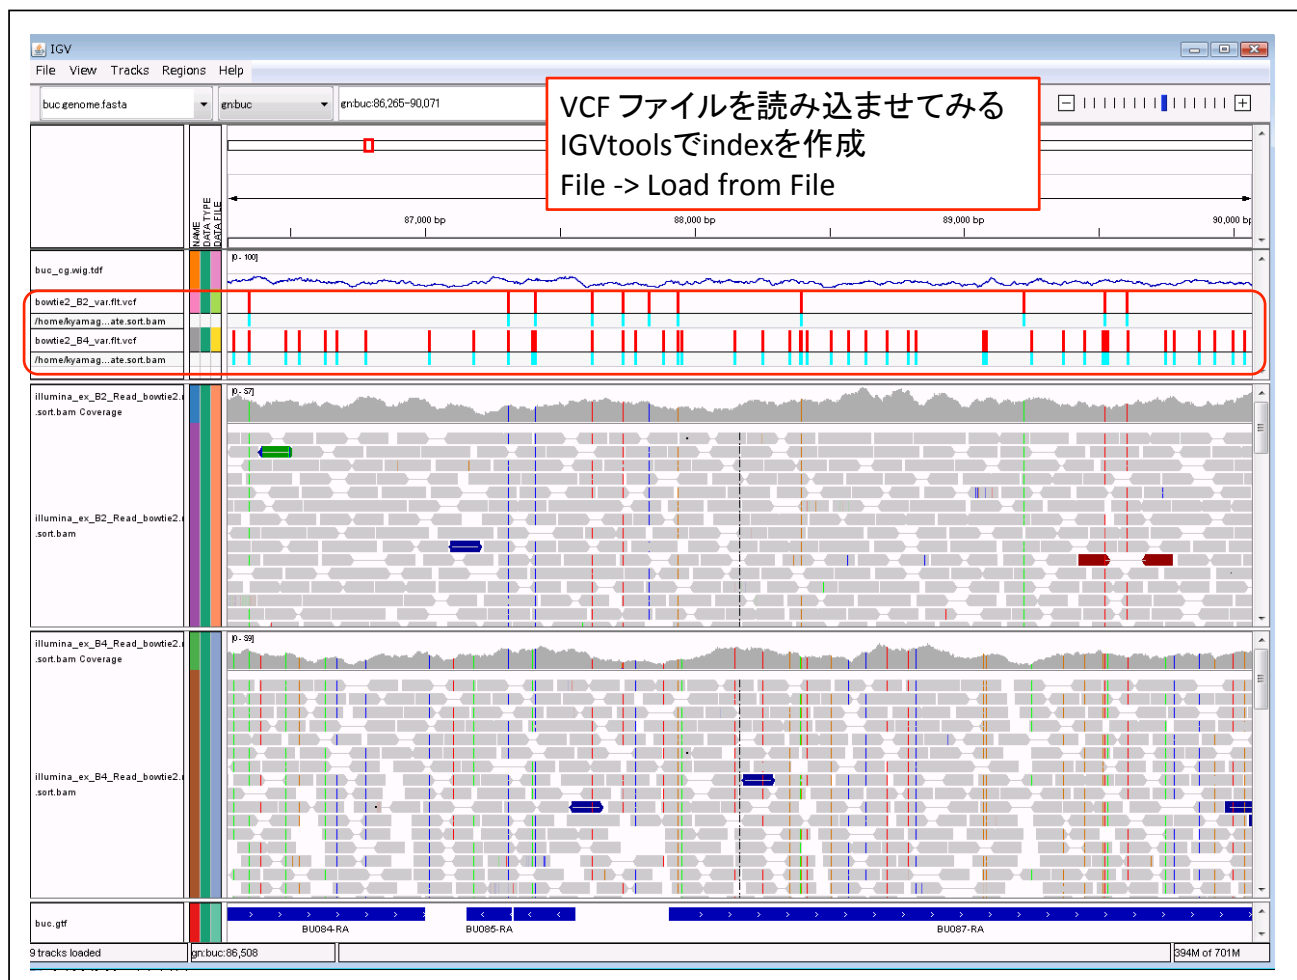 IGV
File View Tracks Regions Help
buc.genome.fasta
gn:buc
gn:buc:86,265-90,071
VCF ファイルを読み込ませてみる
IGVtoolsでindexを作成
File -> Load from File
NAME
DATA TYPE
DATA FILE
87,000 bp
88,000 bp
89,000 bp
90,000 bp
buc_cg.wig.tdf
[0 - 100]
bowtie2_B2_var.flt.vcf
/home/kyamag...ate.sort.bam
bowtie2_B4_var.flt.vcf
/home/kyamag...ate.sort.bam
illumina_ex_B2_Read_bowtie2.
.sort.bam Coverage
[0 - 57]
illumina_ex_B2_Read_bowtie2.
.sort.bam
illumina_ex_B4_Read_bowtie2.
.sort.bam Coverage
[0 - 59]
illumina_ex_B4_Read_bowtie2.
.sort.bam
buc.gtf
BU084-RA
BU085-RA
BU087-RA
9 tracks loaded
gn:buc:86,508
394M of 701M